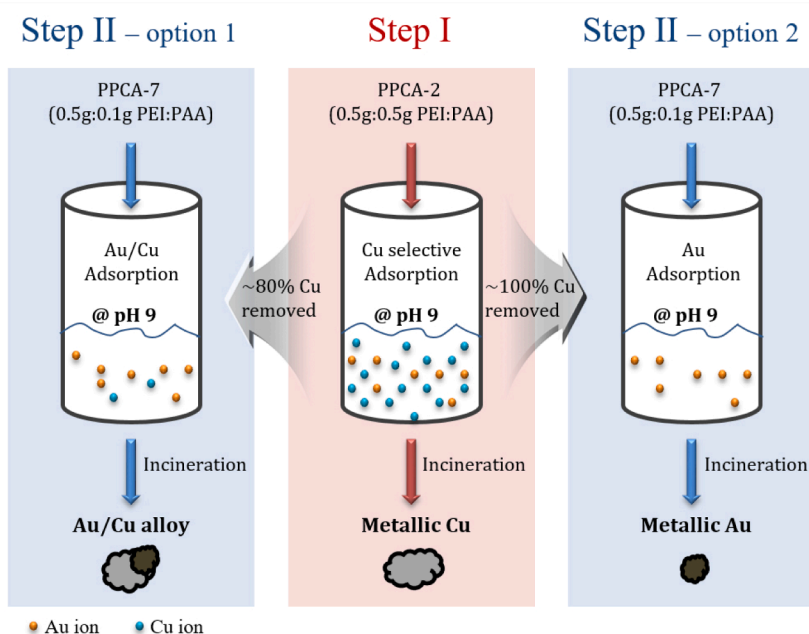 Step II – option 1
PPCA-7
(0.5g:0.1g PEI:PAA)
Au/Cu
Adsorption
@ pH 9
Incineration
Au/Cu alloy
~80% Cu
removed
Step I
PPCA-2
(0.5g:0.5g PEI:PAA)
Cu selective
Adsorption
@ pH 9
Incineration
Metallic Cu
~100% Cu
removed
Step II – option 2
PPCA-7
(0.5g:0.1g PEI:PAA)
Au
Adsorption
@ pH 9
Incineration
Metallic Au
Au ion
Cu ion